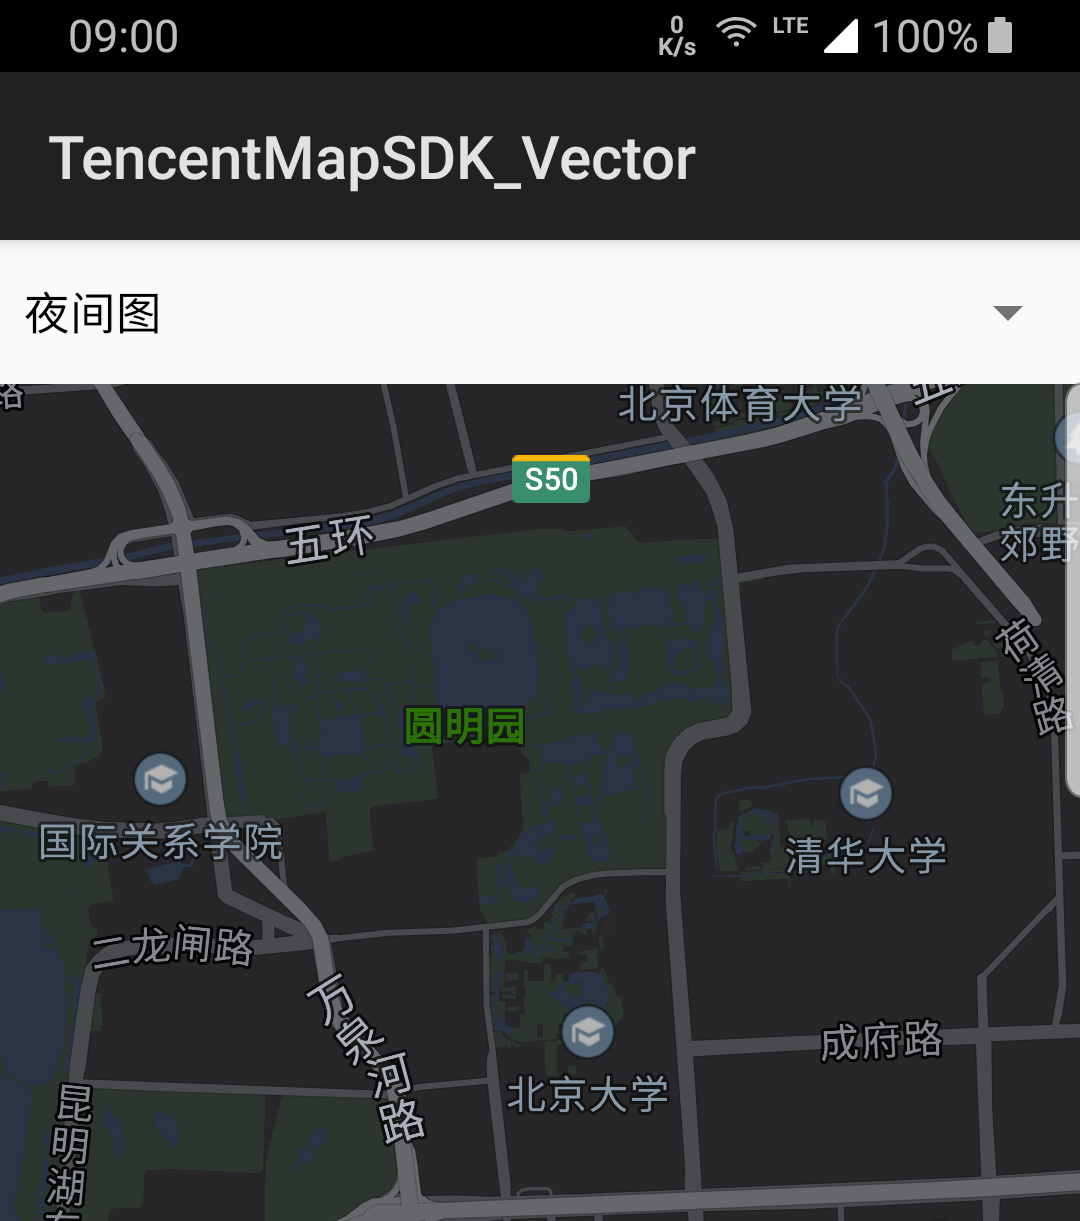 09:00
0
K/s
LTE
100%
TencentMapSDK_Vector
夜间图
路
北京体育大学
五
S50
五环
东升
郊野
荷清路
圆明园
国际关系学院
清华大学
二龙闸路
万泉河路
成府路
北京大学
昆明湖